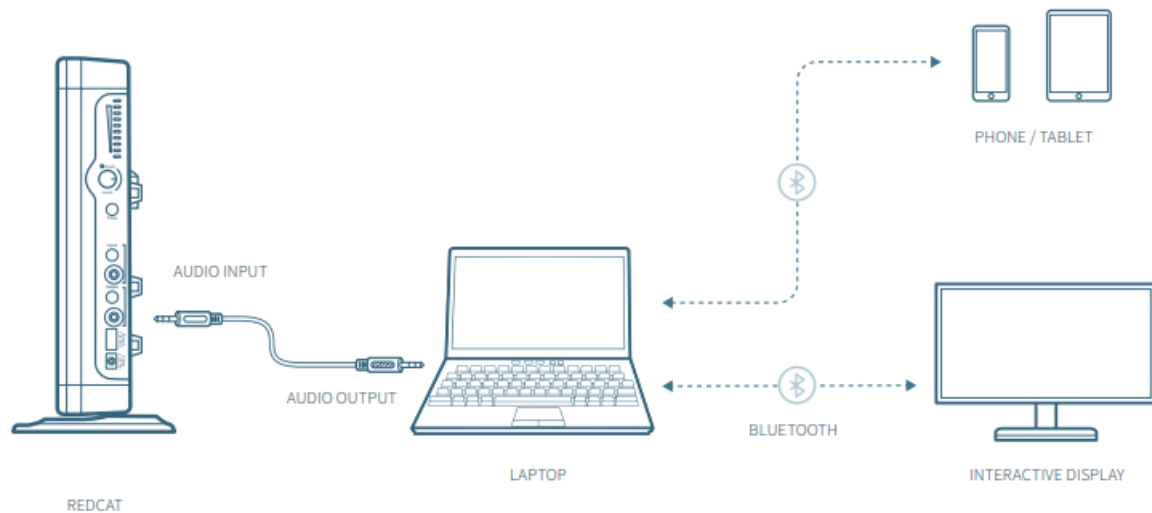 PHONE / TABLET
AUDIO INPUT
AUDIO OUTPUT
BLUETOOTH
LAPTOP
INTERACTIVE DISPLAY
REDCAT